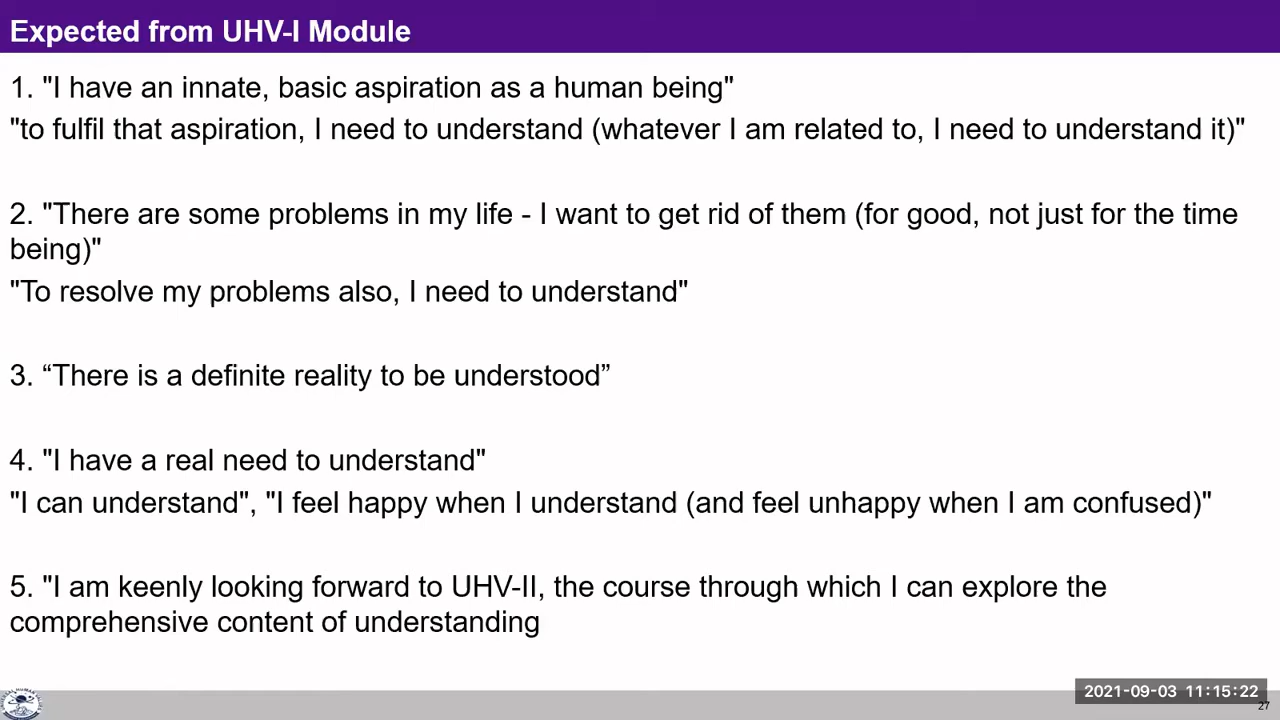 Expected from UHV-I Module
1. "I have an innate, basic aspiration as a human being"
"to fulfil that aspiration, I need to understand (whatever I am related to, I need to understand it)"
2. "There are some problems in my life - I want to get rid of them (for good, not just for the time
being)"
"To resolve my problems also, I need to understand"
3. “There is a definite reality to be understood”
4. "I have a real need to understand"
"I can understand", "I feel happy when I understand (and feel unhappy when I am confused)"
5. "I am keenly looking forward to UHV-II, the course through which I can explore the
comprehensive content of understanding
2021-09-03 11:15:22
27